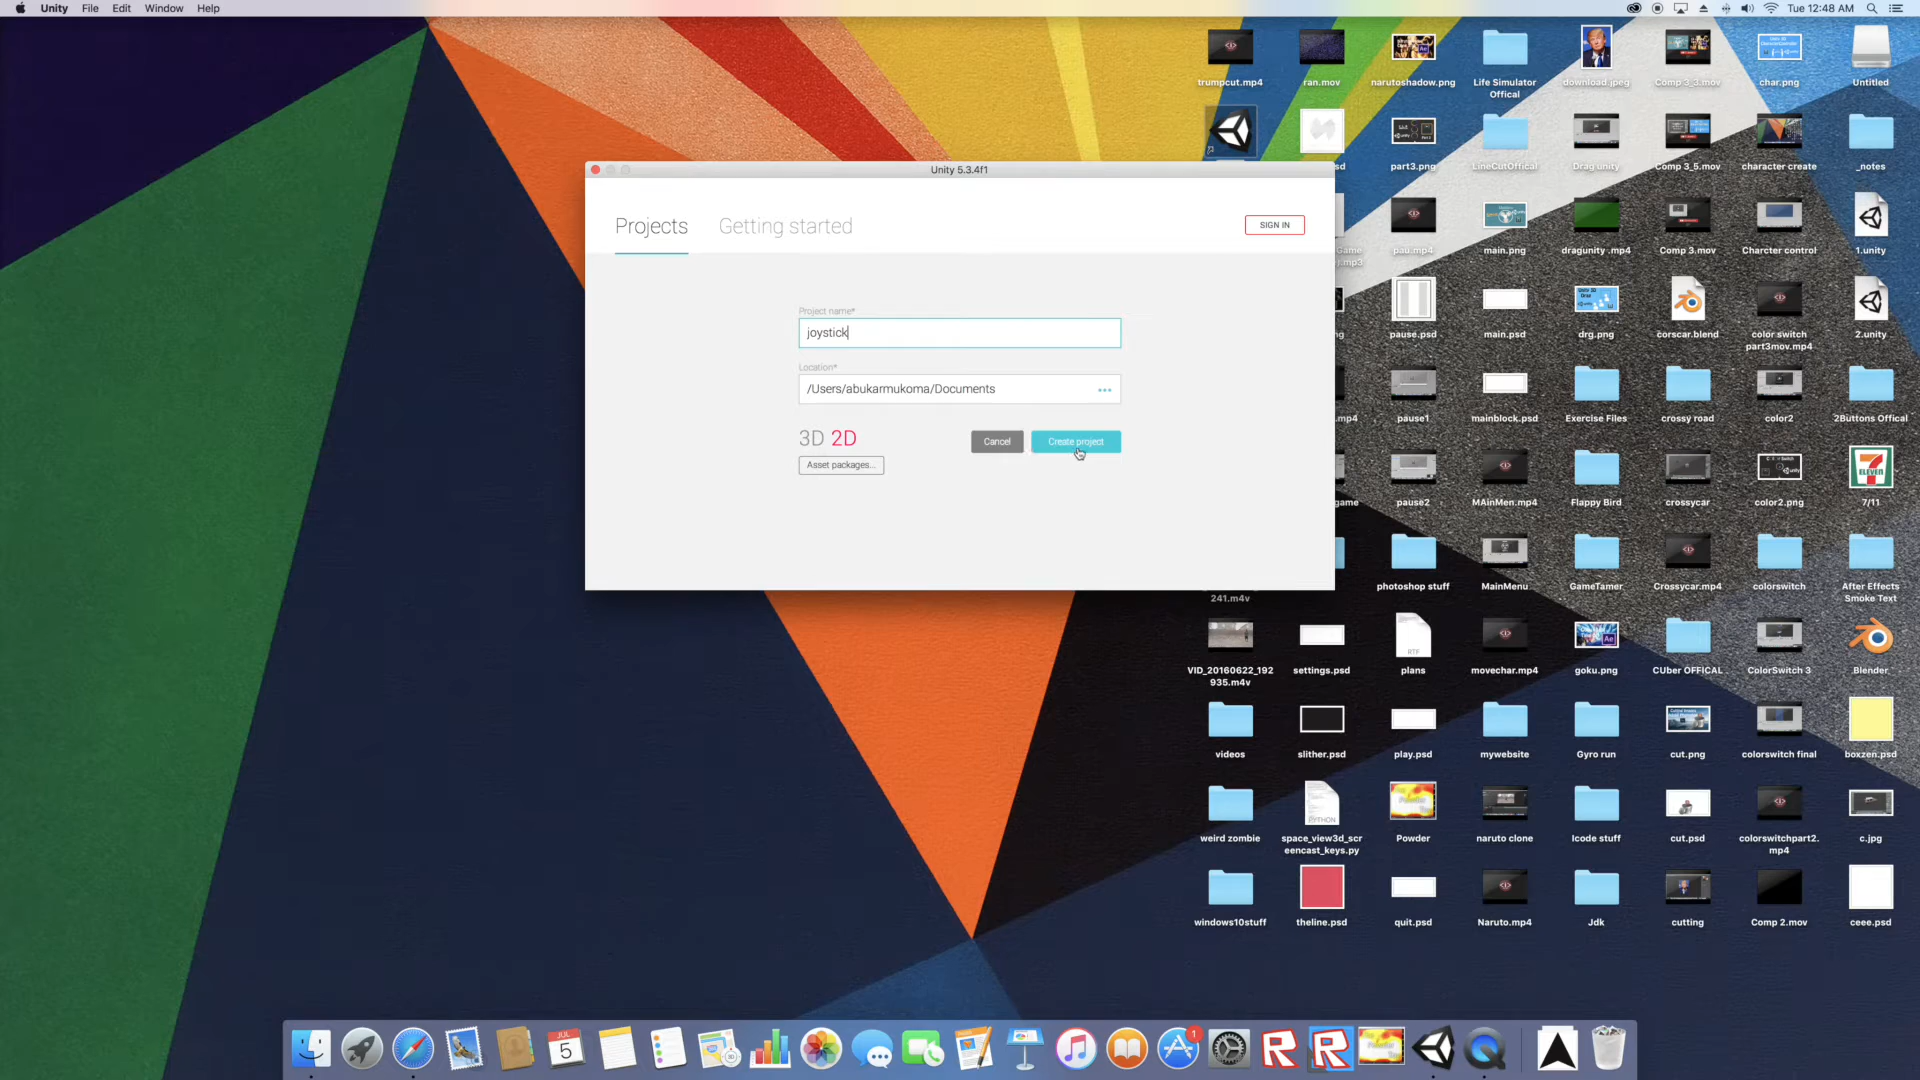 Unity File Edit Window Help
Tue 12:48 AM
trumpcut.mp4 ran.mov narutoshadow.png Life Simulator Offical download.jpeg Comp 3_3.mov char.png Untitled
part3.png LineCutOffical Drag unity Comp 3_5.mov character create _notes
Unity 5.3.4f1
Projects Getting started
SIGN IN
Project name*
joystick
Location*
/Users/abukarmukoma/Documents
3D 2D
Cancel
Create project
Asset packages...
pau.mp4 main.png dragunity .mp4 Comp 3.mov Charcter control 1.unity
pause.psd main.psd drg.png corscar.blend color switch part3mov.mp4 2.unity
pause1 mainblock.psd Exercise Files crossy road color2 2Buttons Offical
pause2 MAinMen.mp4 Flappy Bird crossycar color2.png 7/11
241.m4v photoshop stuff MainMenu GameTamer Crossycar.mp4 colorswitch After Effects Smoke Text
VID_20160622_192935.m4v settings.psd plans movechar.mp4 goku.png CUber OFFICAL ColorSwitch 3 Blender
videos slither.psd play.psd mywebsite Gyro run cut.png colorswitch final boxzen.psd
weird zombie space_view3d_screencast_keys.py Powder naruto clone Icode stuff cut.psd colorswitchpart2.mp4 c.jpg
windows10stuff theline.psd quit.psd Naruto.mp4 Jdk cutting Comp 2.mov ceee.psd
RTF
PYTHON
JUL
5
1